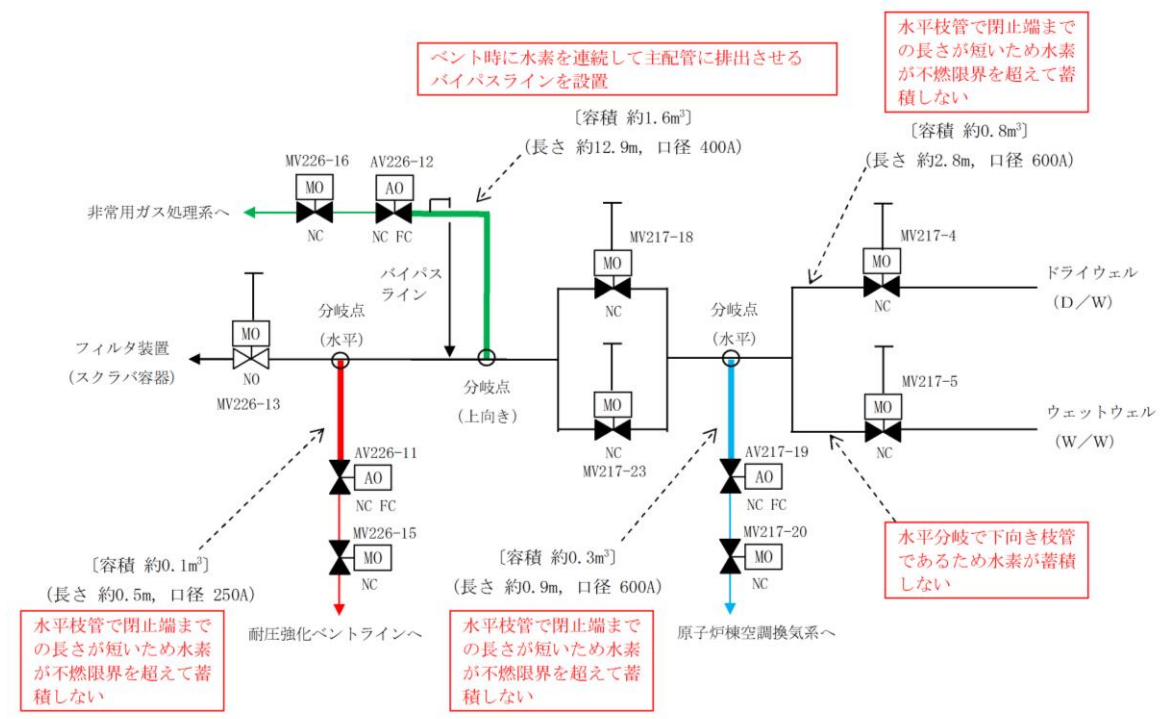 ベント時に水素を連続して主配管に排出させる
バイパスラインを設置
〔容積 約1.6m³〕
(長さ 約12.9m, 口径 400A)
水平枝管で閉止端まで
の長さが短いため水素
が不燃限界を超えて蓄
積しない
〔容積 約0.8m³〕
(長さ 約2.8m, 口径 600A)
MV226-16
AV226-12
MO
AO
非常用ガス処理系へ
NC
NC FC
バイパス
ライン
MV217-18
MO
NC
MV217-4
MO
NC
ドライウェル
(D/W)
分岐点
(水平)
分岐点
(水平)
MO
フィルタ装置
(スクラバ容器)
NO
MV226-13
分岐点
(上向き)
MO
NC
MV217-23
MV217-5
MO
NC
ウェットウェル
(W/W)
AV226-11
AO
NC FC
MV226-15
MO
NC
AV217-19
AO
NC FC
MV217-20
MO
NC
〔容積 約0.1m³〕
(長さ 約0.5m, 口径 250A)
水平枝管で閉止端まで
の長さが短いため水素
が不燃限界を超えて蓄
積しない
耐圧強化ベントラインへ
〔容積 約0.3m³〕
(長さ 約0.9m, 口径 600A)
水平枝管で閉止端まで
の長さが短いため水素
が不燃限界を超えて蓄
積しない
原子炉棟空調換気系へ
水平分岐で下向き枝管
であるため水素が蓄積
しない